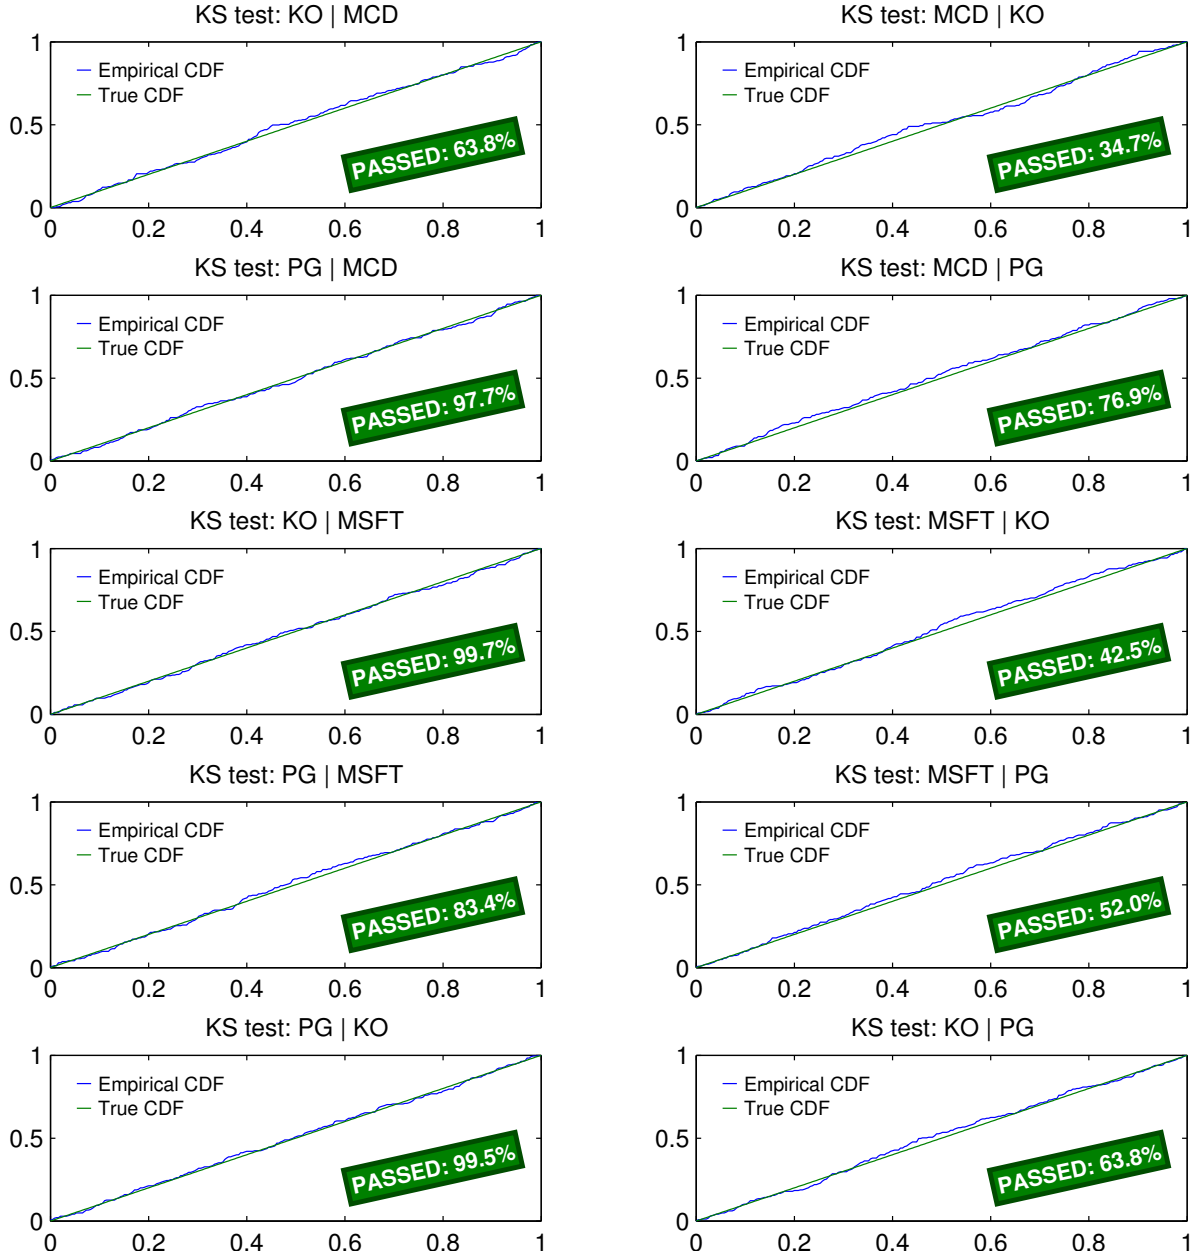 KS test: KO | MCD
1
0.5
0
Empirical CDF
True CDF
PASSED: 63.8%
0 0.2 0.4 0.6 0.8 1
KS test: MCD | KO
1
0.5
0
Empirical CDF
True CDF
PASSED: 34.7%
0 0.2 0.4 0.6 0.8 1
KS test: PG | MCD
1
0.5
0
Empirical CDF
True CDF
PASSED: 97.7%
0 0.2 0.4 0.6 0.8 1
KS test: MCD | PG
1
0.5
0
Empirical CDF
True CDF
PASSED: 76.9%
0 0.2 0.4 0.6 0.8 1
KS test: KO | MSFT
1
0.5
0
Empirical CDF
True CDF
PASSED: 99.7%
0 0.2 0.4 0.6 0.8 1
KS test: MSFT | KO
1
0.5
0
Empirical CDF
True CDF
PASSED: 42.5%
0 0.2 0.4 0.6 0.8 1
KS test: PG | MSFT
1
0.5
0
Empirical CDF
True CDF
PASSED: 83.4%
0 0.2 0.4 0.6 0.8 1
KS test: MSFT | PG
1
0.5
0
Empirical CDF
True CDF
PASSED: 52.0%
0 0.2 0.4 0.6 0.8 1
KS test: PG | KO
1
0.5
0
Empirical CDF
True CDF
PASSED: 99.5%
0 0.2 0.4 0.6 0.8 1
KS test: KO | PG
1
0.5
0
Empirical CDF
True CDF
PASSED: 63.8%
0 0.2 0.4 0.6 0.8 1